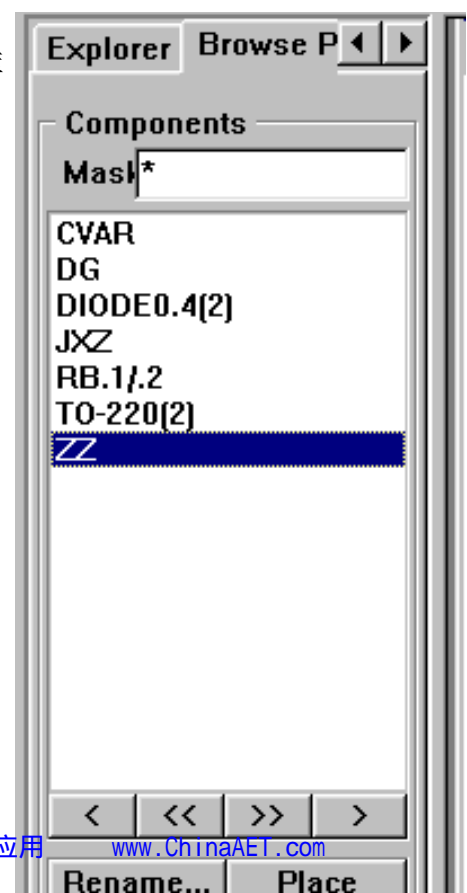 Explorer Browse P
Components
Mask *
CVAR
DG
DIODE0.4(2)
JXZ
RB.1/.2
TO-220(2)
ZZ
< << >> >
应用 www.ChinaAET.com
Rename... Place